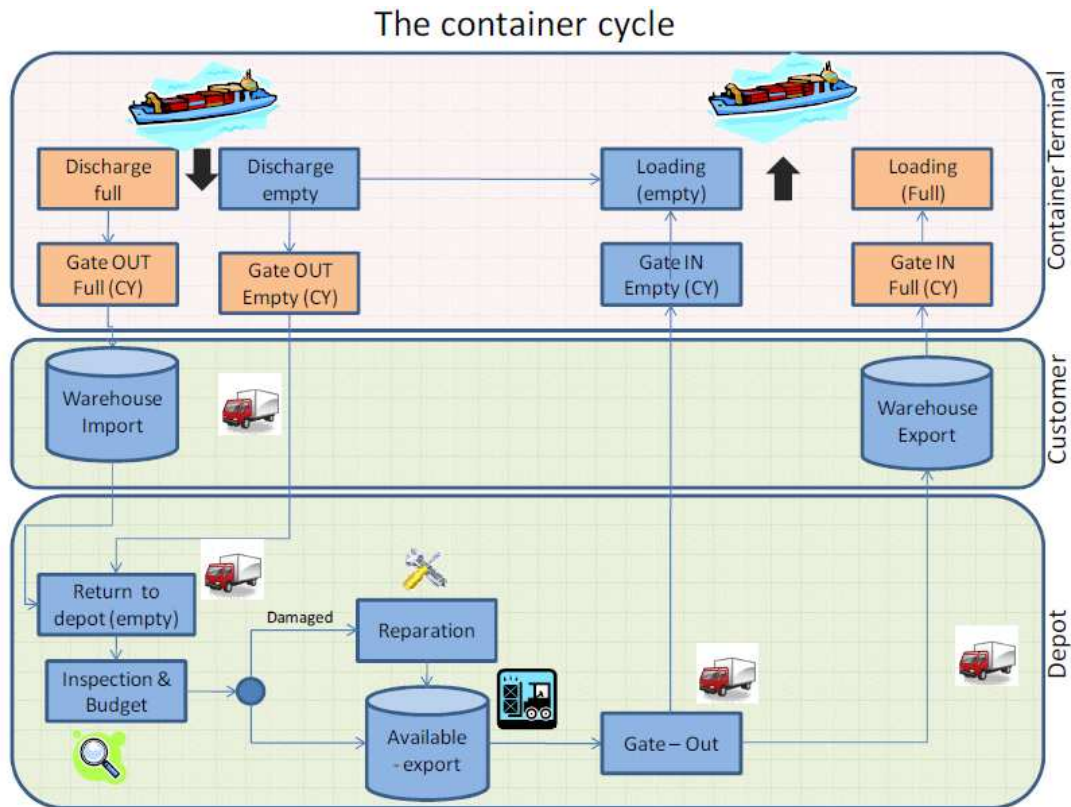 The container cycle
Container Terminal
Discharge
full
Discharge
empty
Loading
(empty)
Loading
(Full)
Gate OUT
Full (CY)
Gate OUT
Empty (CY)
Gate IN
Empty (CY)
Gate IN
Full (CY)
Customer
Warehouse
Import
Warehouse
Export
Depot
Return to
depot (empty)
Damaged
Reparation
Inspection &
Budget
Available
- export
Gate – Out